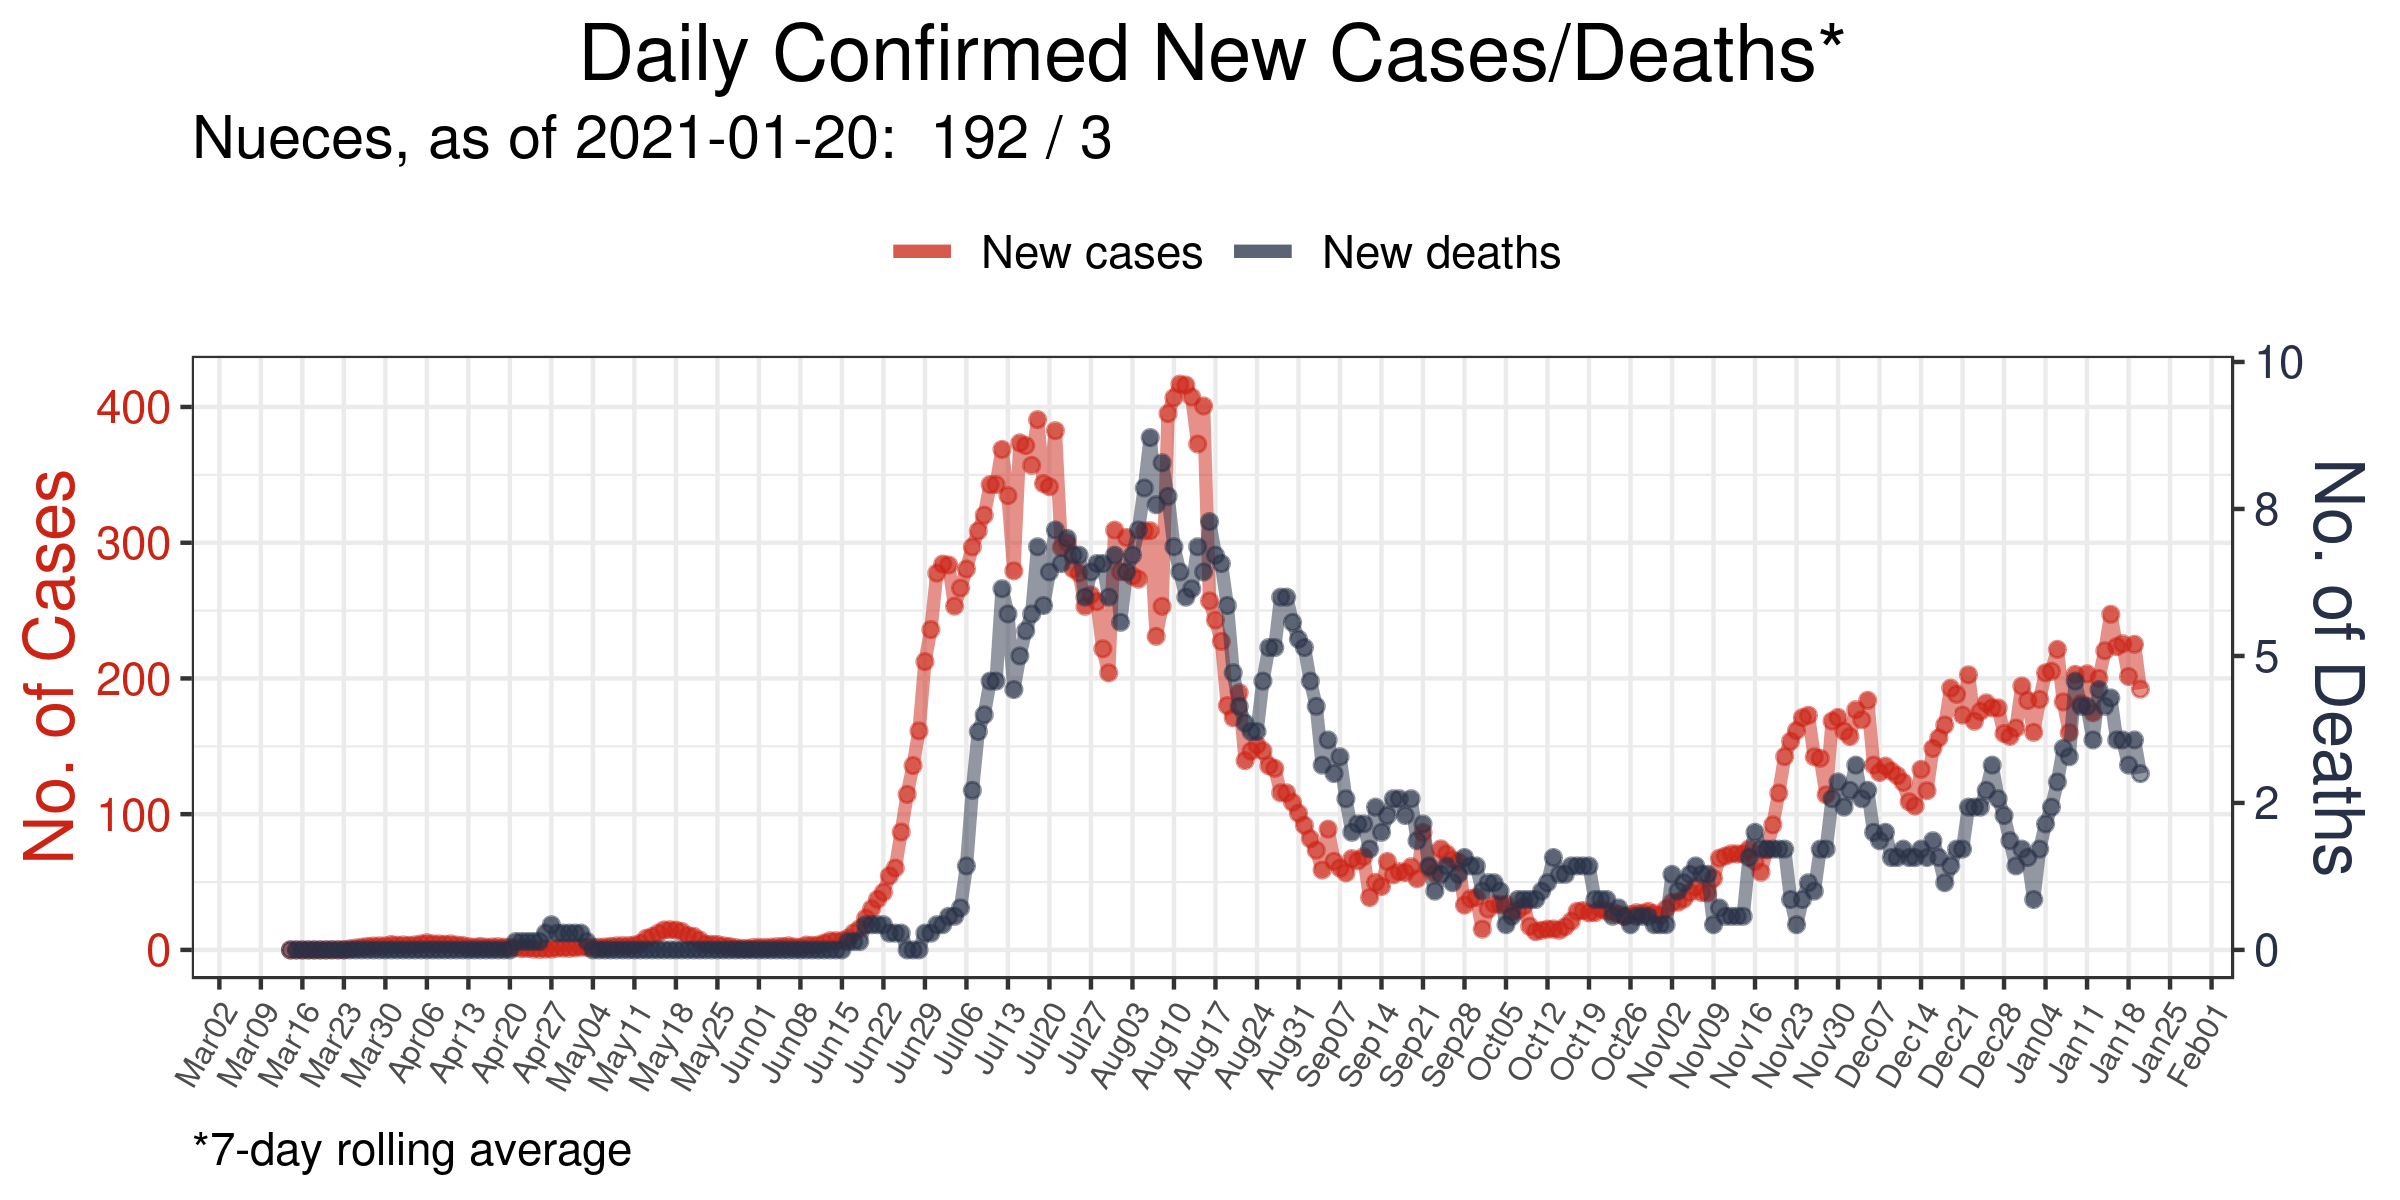 Daily Confirmed New Cases/Deaths*
Nueces, as of 2021-01-20:  192 / 3
New cases
New deaths
No. of Cases
400
300
200
100
0
10
8
5
2
0
No. of Deaths
Mar02
Mar09
Mar16
Mar23
Mar30
Apr06
Apr13
Apr20
Apr27
May04
May11
May18
May25
Jun01
Jun08
Jun15
Jun22
Jun29
Jul06
Jul13
Jul20
Jul27
Aug03
Aug10
Aug17
Aug24
Aug31
Sep07
Sep14
Sep21
Sep28
Oct05
Oct12
Oct19
Oct26
Nov02
Nov09
Nov16
Nov23
Nov30
Dec07
Dec14
Dec21
Dec28
Jan04
Jan11
Jan18
Jan25
Feb01
*7-day rolling average